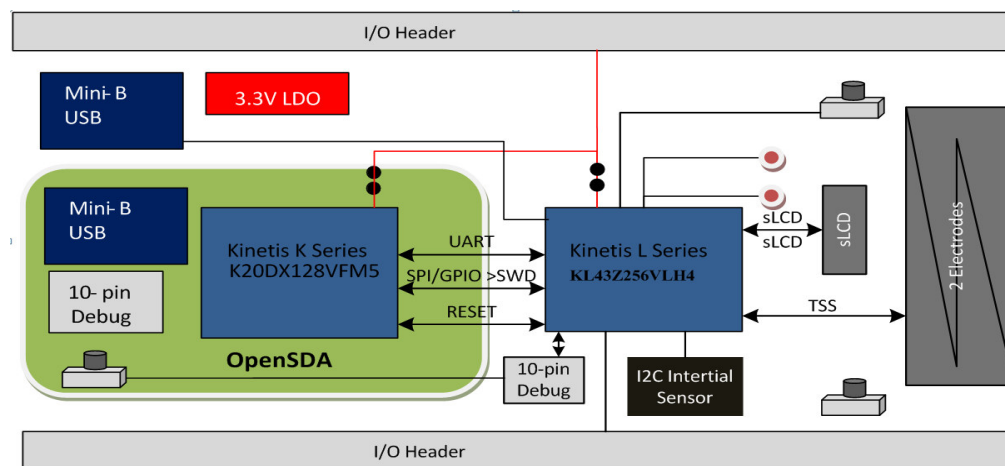 I/O Header
Mini-B
USB
3.3V LDO
Mini-B
USB
Kinetis K Series
K20DX128VFM5
UART
SPI/GPIO >SWD
RESET
Kinetis L Series
KL43Z256VLH4
sLCD
sLCD
sLCD
2 Electrodes
TSS
10- pin
Debug
OpenSDA
10-pin
Debug
I2C Intertial
Sensor
I/O Header